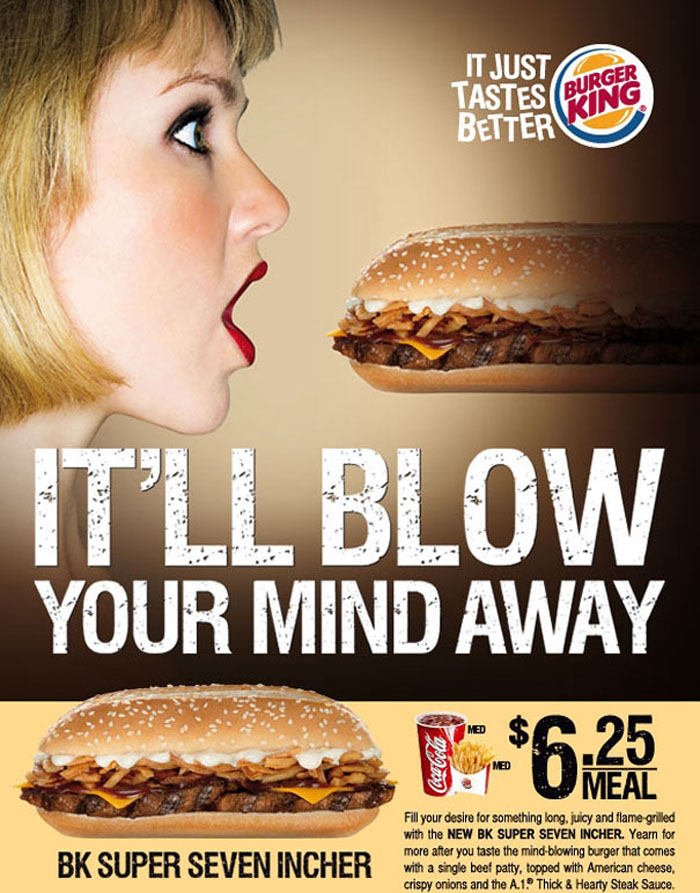 IT JUST
TASTES
BETTER
BURGER
KING®
IT'LL BLOW
YOUR MIND AWAY
BK SUPER SEVEN INCHER
Coca-Cola
MED
MED
$6.25
MEAL
Fill your desire for something long, juicy and flame-grilled
with the NEW BK SUPER SEVEN INCHER. Yearn for
more after you taste the mind-blowing burger that comes
with a single beef patty, topped with American cheese,
crispy onions and the A.1.® Thick & Hearty Steak Sauce.